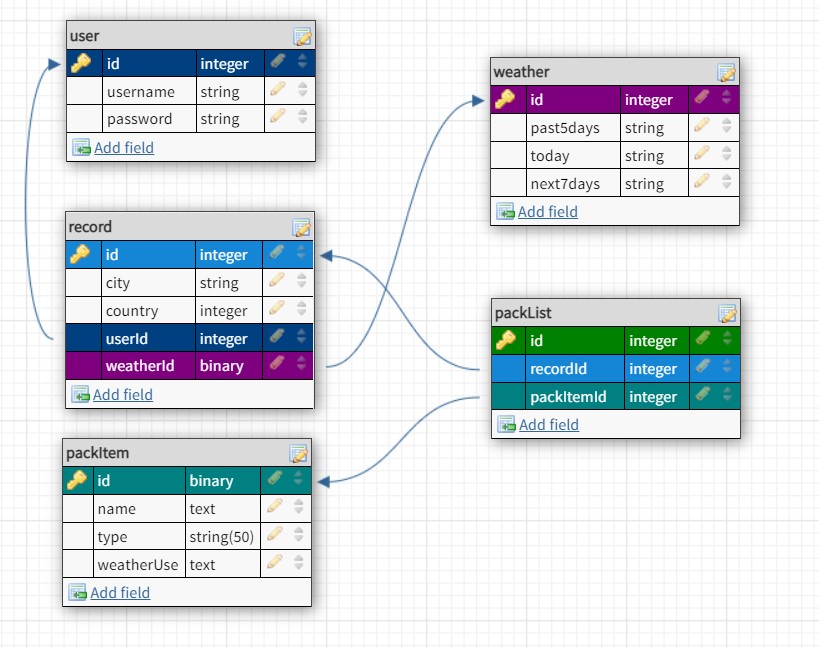 user
id integer
username string
password string
Add field
weather
id integer
past5days string
today string
next7days string
Add field
record
id integer
city string
country integer
userId integer
weatherId binary
Add field
packList
id integer
recordId integer
packItemId integer
Add field
packItem
id binary
name text
type string(50)
weatherUse text
Add field